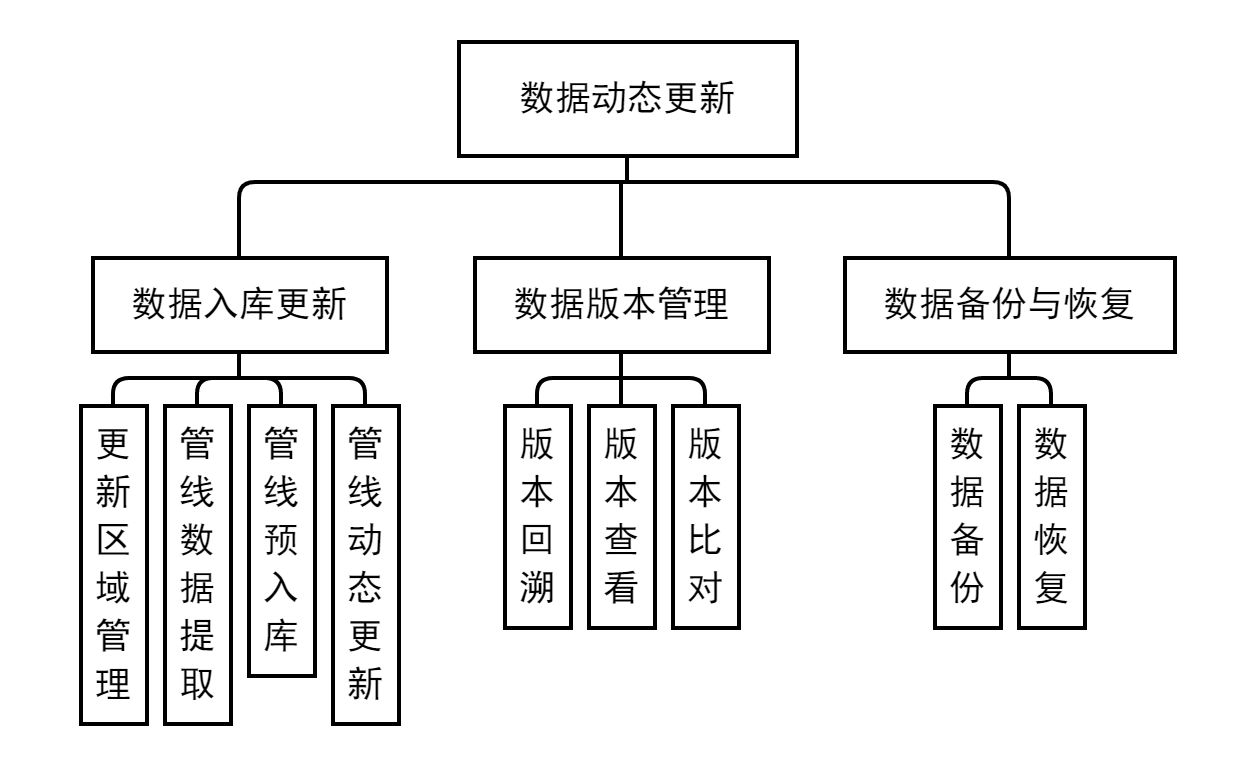 数据动态更新
数据入库更新
数据版本管理
数据备份与恢复
更新区域管理
管线数据提取
管线预入库
管线动态更新
版本回溯
版本查看
版本比对
数据备份
数据恢复